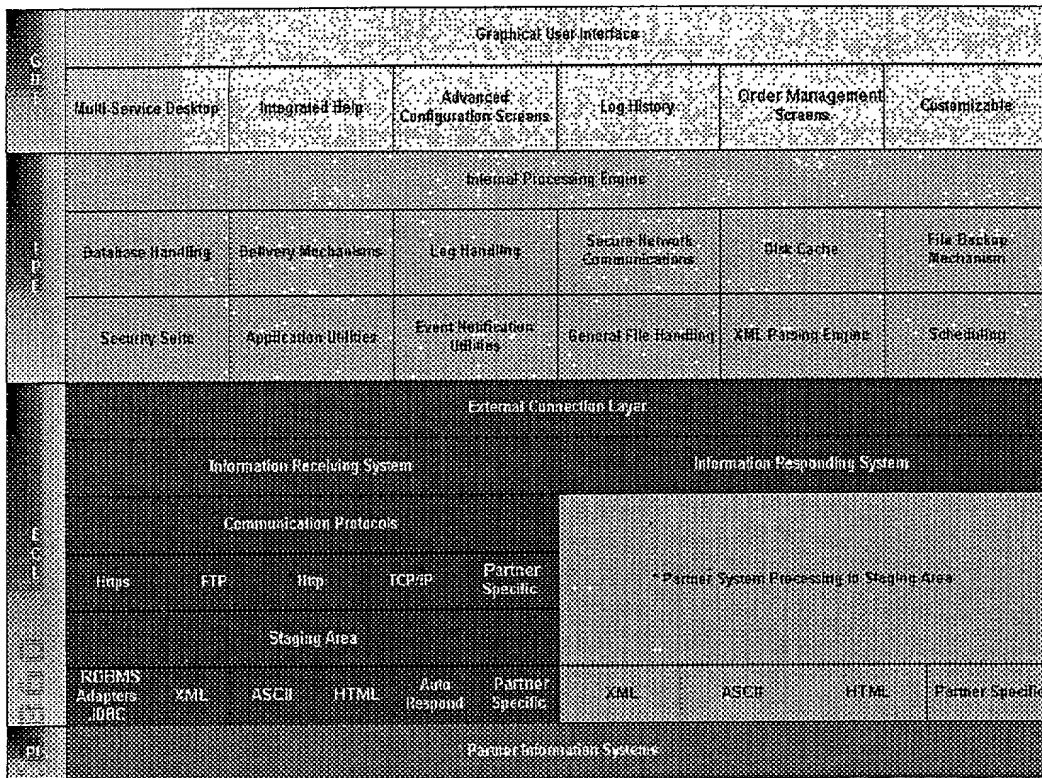 Graphical User Interface
Multi-Service Desktop
Integrated Help
Advanced
Configuration Screens
Log History
Order Management
Screens
Customizable
Internal Processing Engine
Database Handling
Delivery Mechanisms
Log Handling
Secure Network
Communications
Disk Cache
File Backup
Mechanism
Security Suite
Application Utilities
Event Notification
Utilities
General File Handling
XML Parsing Engine
Scheduling
External Connection Layer
Information Receiving System
Information Responding System
Communication Protocols
Https
FTP
Http
TCP/IP
Partner
Specific
* Partner System Processing in Staging Area
Staging Area
RDBMS
Adapters
JDBC
XML
ASCII
HTML
Auto
Respond
Partner
Specific
XML
ASCII
HTML
Partner Specific
PI
Partner Information Systems